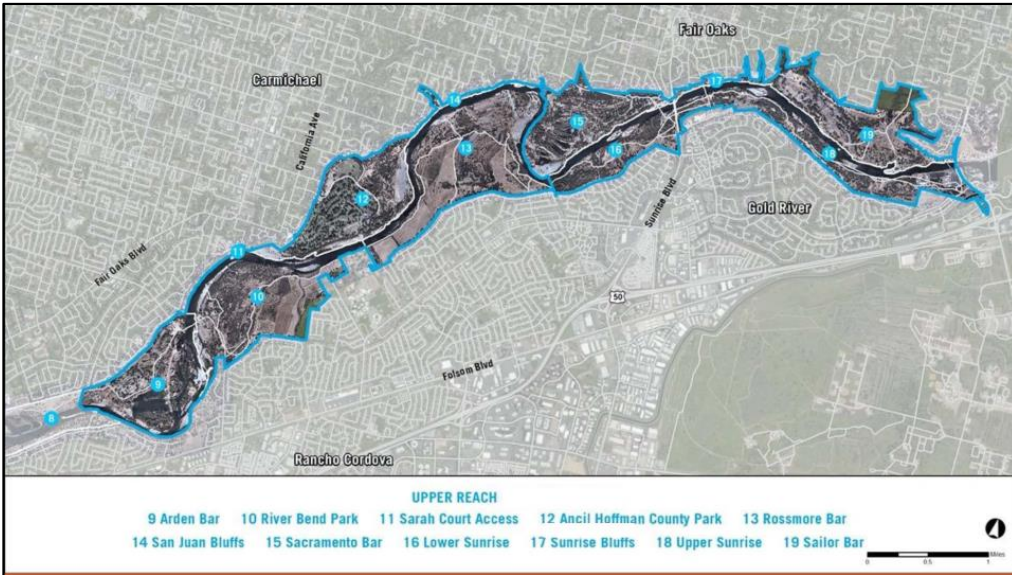 Fair Oaks
Carmichael
17
14
California Ave
15
19
13
16
18
12
Sunrise Blvd
Gold River
Fair Oaks Blvd
11
10
50
Folsom Blvd
9
8
Rancho Cordova
UPPER REACH
9 Arden Bar 10 River Bend Park 11 Sarah Court Access 12 Ancil Hoffman County Park 13 Rossmore Bar
14 San Juan Bluffs 15 Sacramento Bar 16 Lower Sunrise 17 Sunrise Bluffs 18 Upper Sunrise 19 Sailor Bar
0 0.5 1